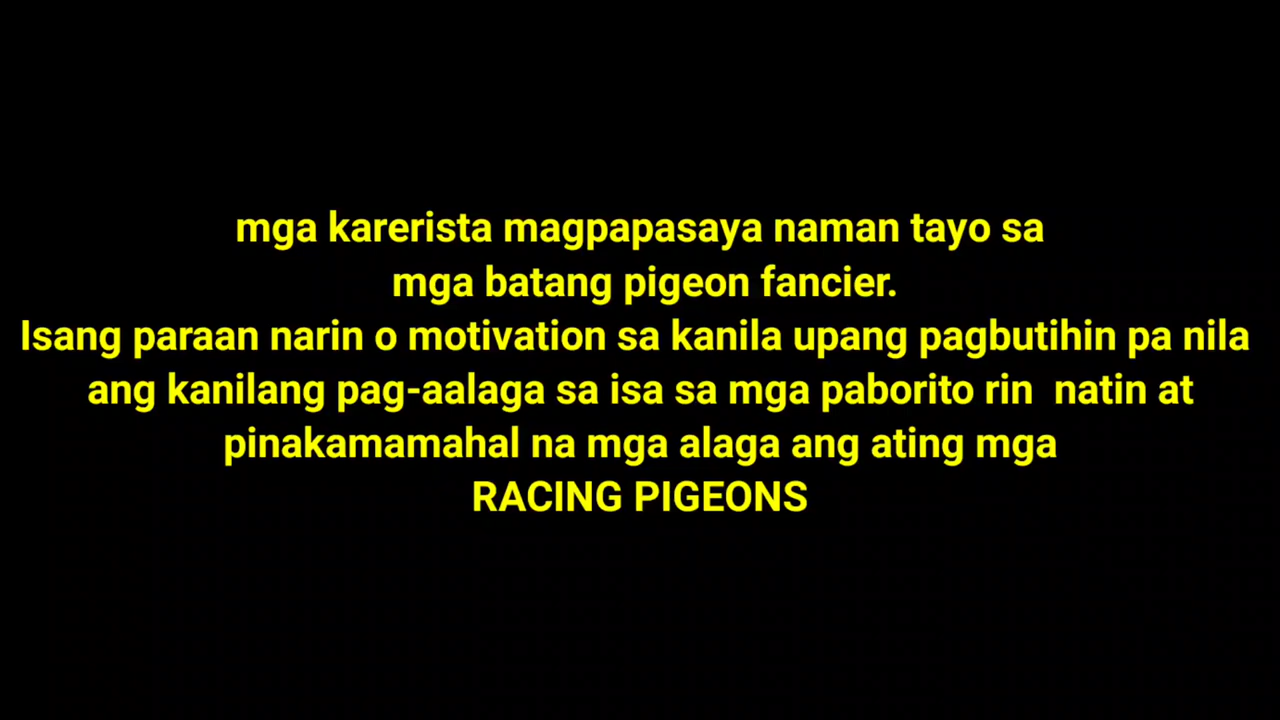 mga karerista magpapasaya naman tayo sa
mga batang pigeon fancier.
Isang paraan narin o motivation sa kanila upang pagbutihin pa nila
ang kanilang pag-aalaga sa isa sa mga paborito rin  natin at
pinakamamahal na mga alaga ang ating mga
RACING PIGEONS